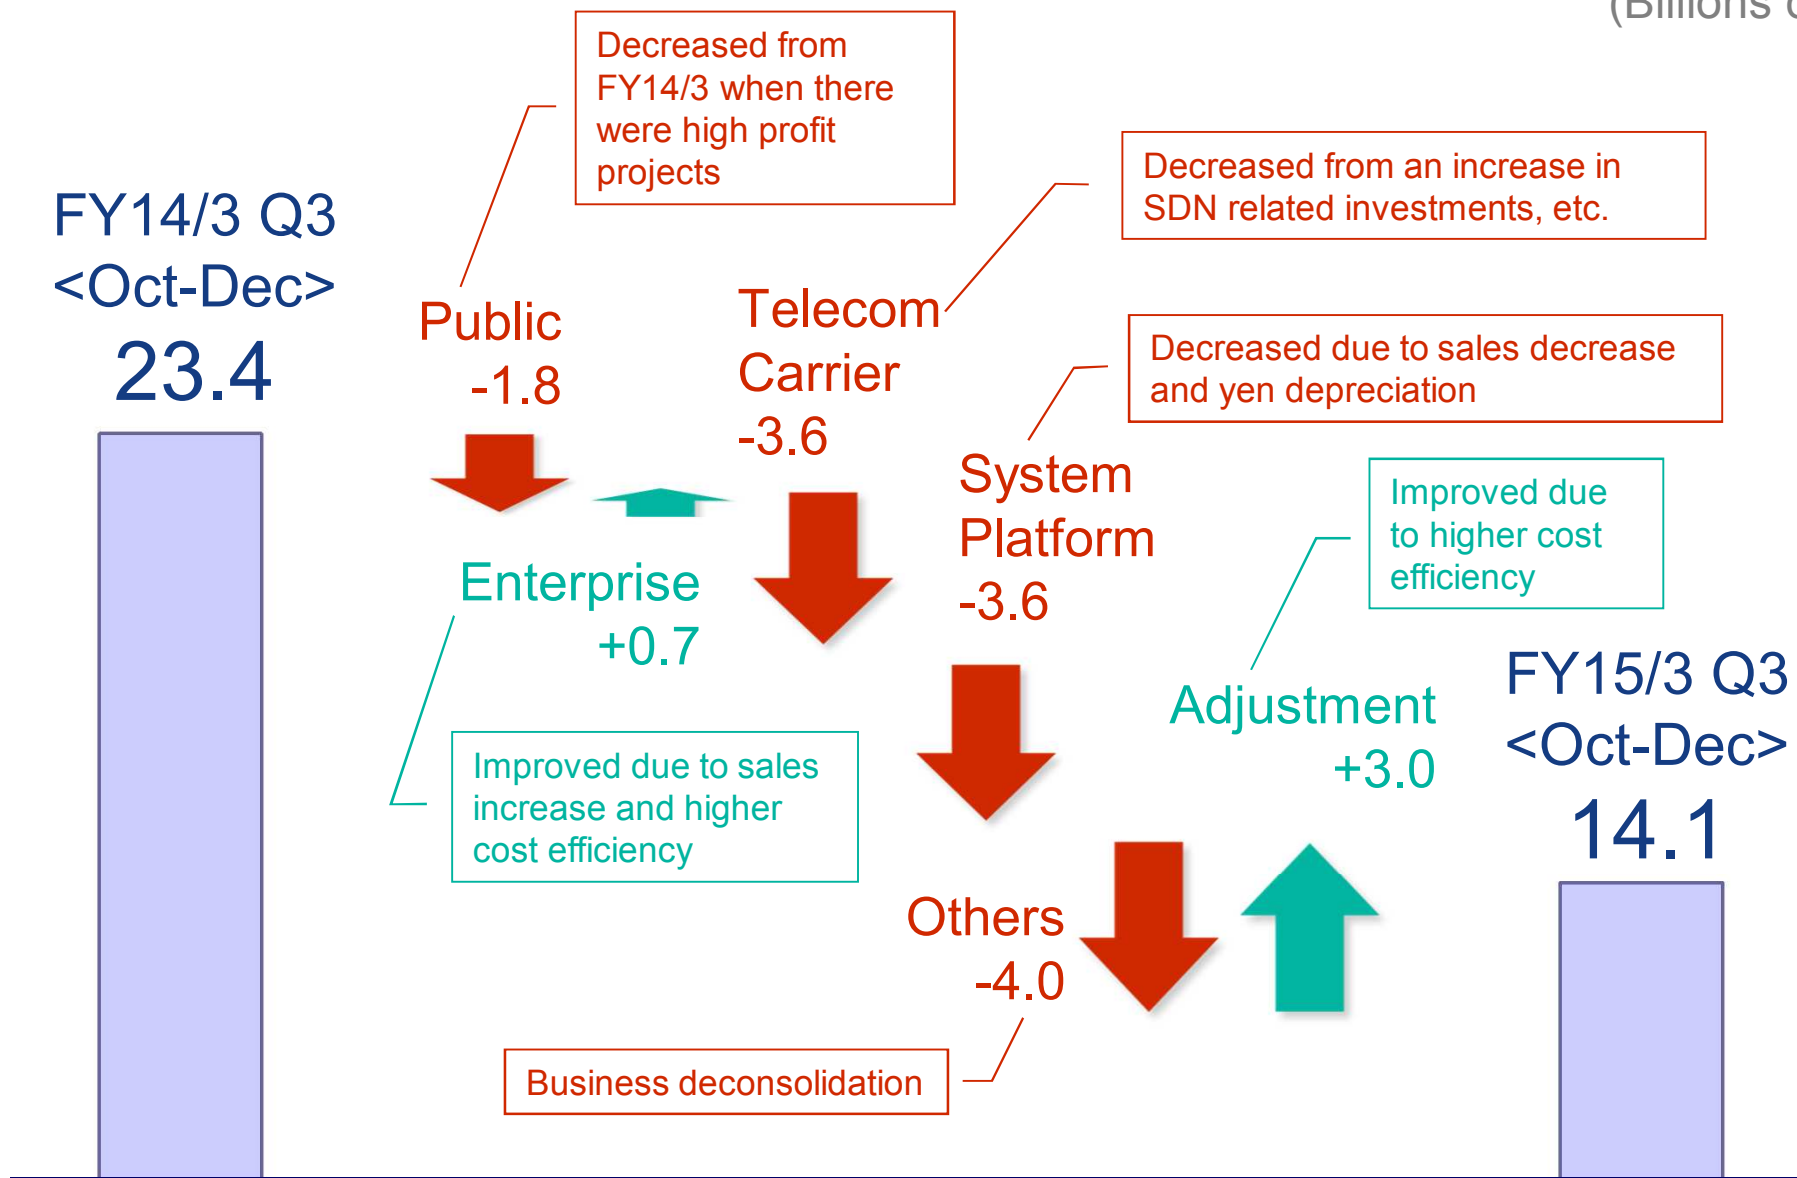 (Billions
Decreased from
FY14/3 when there
were high profit
projects
Decreased from an increase in
SDN related investments, etc.
FY14/3 Q3
<Oct-Dec>
23.4
Public
-1.8
Telecom
Carrier
-3.6
Decreased due to sales decrease
and yen depreciation
System
Platform
-3.6
Improved due
to higher cost
efficiency
Enterprise
+0.7
Adjustment
+3.0
FY15/3 Q3
<Oct-Dec>
14.1
Improved due to sales
increase and higher
cost efficiency
Others
-4.0
Business deconsolidation